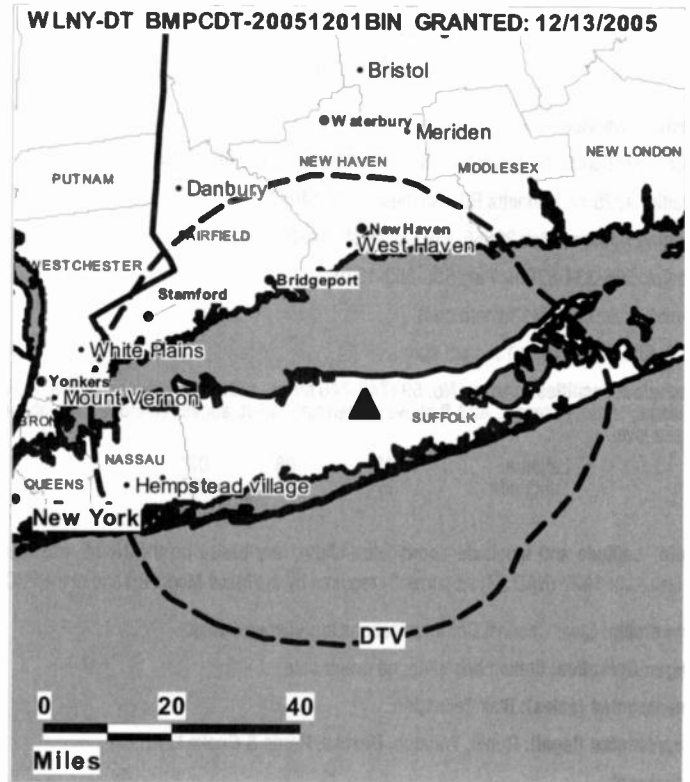 WLNY-DT BMPCDT-20051201BIN GRANTED: 12/13/2005
Bristol
Waterbury
Meriden
NEW LONDON
NEW HAVEN
MIDDLESEX
PUTNAM
Danbury
New Haven
FAIRFIELD
West Haven
WESTCHESTER
Bridgeport
Stamford
White Plains
Yonkers
Mount Vernon
SUFFOLK
NASSAU
QUEENS
Hempstead village
New York
DTV
0 20 40
Miles